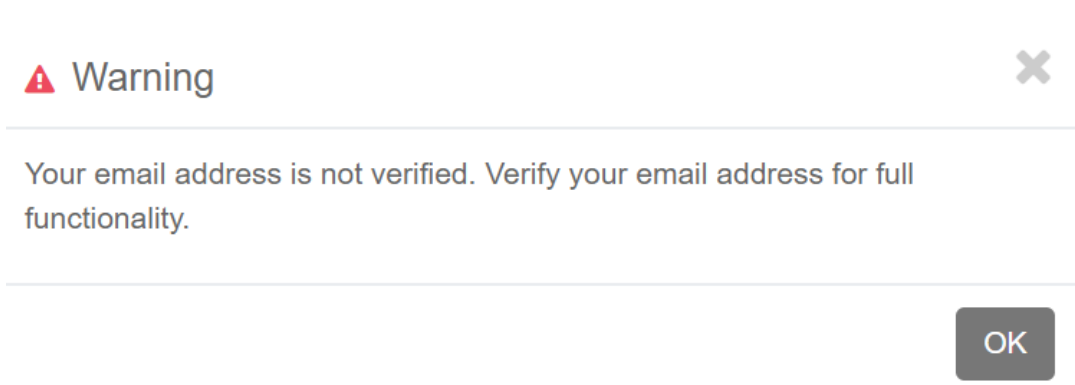 Warning
Your email address is not verified. Verify your email address for full
functionality.
OK